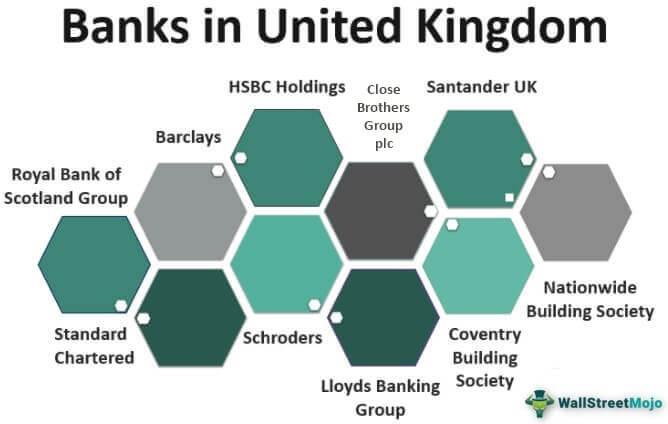 Banks in United Kingdom
HSBC Holdings
Close
Brothers
Group
plc
Santander UK
Barclays
Royal Bank of
Scotland Group
Nationwide
Building Society
Standard
Chartered
Schroders
Coventry
Building
Society
Lloyds Banking
Group
WallStreetMojo